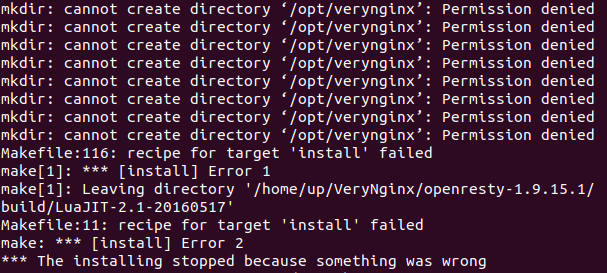 mkdir: cannot create directory ‘/opt/verynginx’: Permission denied
mkdir: cannot create directory ‘/opt/verynginx’: Permission denied
mkdir: cannot create directory ‘/opt/verynginx’: Permission denied
mkdir: cannot create directory ‘/opt/verynginx’: Permission denied
mkdir: cannot create directory ‘/opt/verynginx’: Permission denied
mkdir: cannot create directory ‘/opt/verynginx’: Permission denied
mkdir: cannot create directory ‘/opt/verynginx’: Permission denied
mkdir: cannot create directory ‘/opt/verynginx’: Permission denied
Makefile:116: recipe for target 'install' failed
make[1]: *** [install] Error 1
make[1]: Leaving directory '/home/up/VeryNginx/openresty-1.9.15.1/
build/LuaJIT-2.1-20160517'
Makefile:11: recipe for target 'install' failed
make: *** [install] Error 2
*** The installing stopped because something was wrong